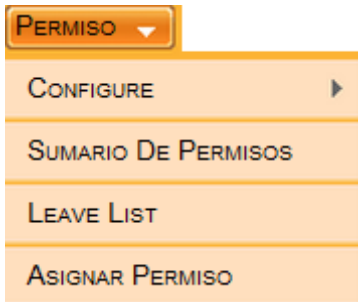 Permiso
Configure
Sumario De Permisos
Leave List
Asignar Permiso